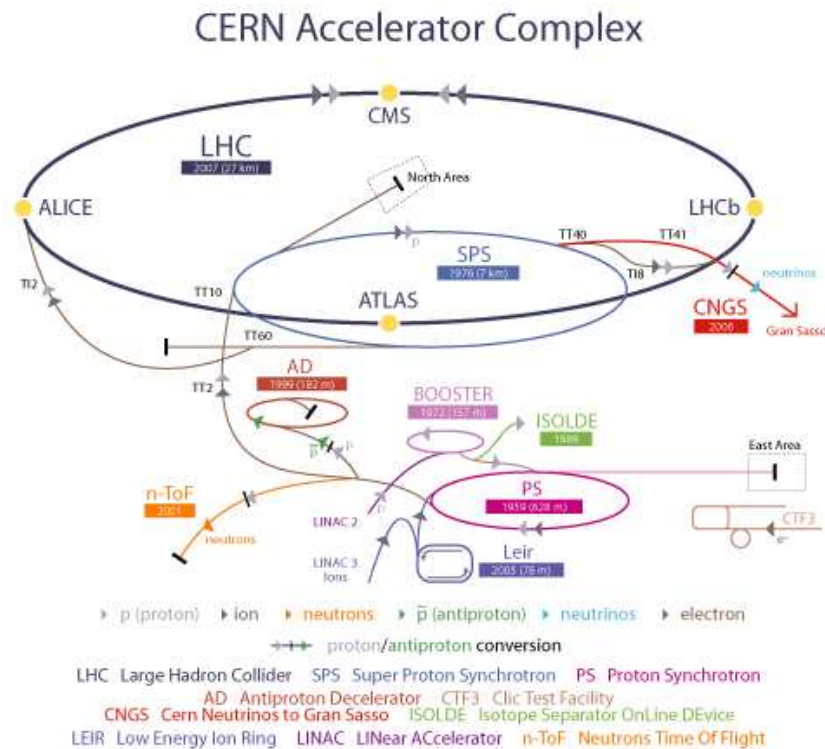 CERN Accelerator Complex
CMS
LHC
2007 (27 km)
North Area
ALICE
LHCb
TT40
TT41
SPS
1976 (7 km)
TI8
neutrinos
TI2
TT10
ATLAS
CNGS
2006
Gran Sasso
TT60
AD
1999 (182 m)
TT2
BOOSTER
1972 (157 m)
ISOLDE
1989
East Area
p
p̅
p
n-ToF
2001
PS
1959 (628 m)
LINAC 2
p
neutrons
CTF3
e-
LINAC 3
Ions
Leir
2005 (78 m)
p (proton) ion neutrons p̅ (antiproton) neutrinos electron
proton/antiproton conversion
LHC Large Hadron Collider SPS Super Proton Synchrotron PS Proton Synchrotron
AD Antiproton Decelerator CTF3 Clic Test Facility
CNGS Cern Neutrinos to Gran Sasso ISOLDE Isotope Separator OnLine DEvice
LEIR Low Energy Ion Ring LINAC LINear ACcelerator n-ToF Neutrons Time Of Flight